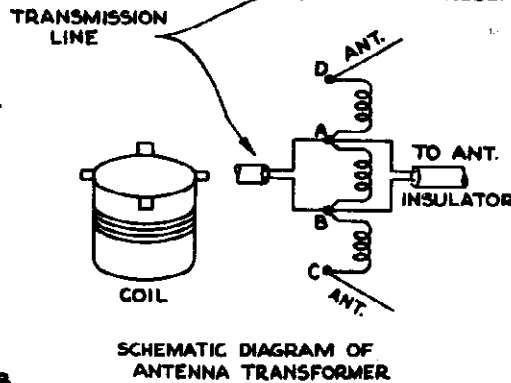 TRANSMISSION
LINE
ANT.
D
A
TO ANT.
INSULATOR
B
C
ANT.
COIL
SCHEMATIC DIAGRAM OF
ANTENNA TRANSFORMER